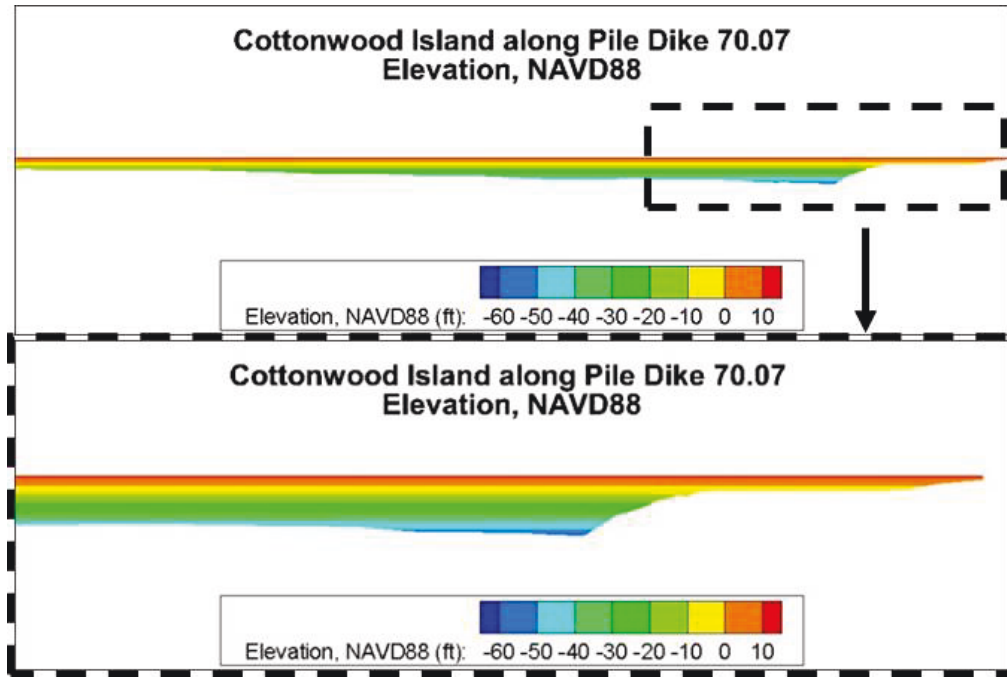 Cottonwood Island along Pile Dike 70.07
Elevation, NAVD88
Elevation, NAVD88 (ft): -60 -50 -40 -30 -20 -10 0 10
Cottonwood Island along Pile Dike 70.07
Elevation, NAVD88
Elevation, NAVD88 (ft): -60 -50 -40 -30 -20 -10 0 10